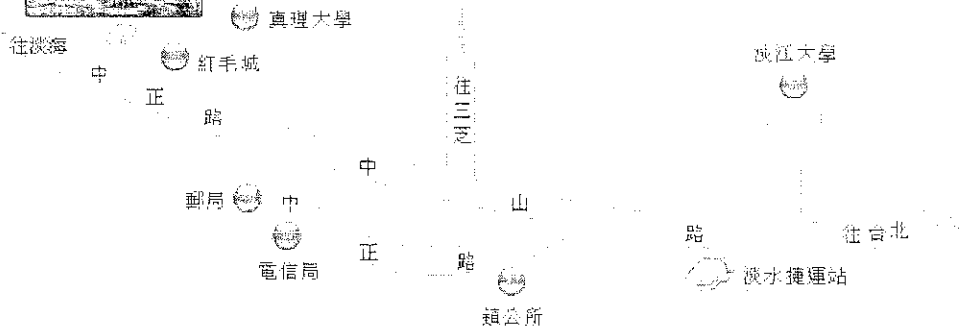 真理大學
往淡海
紅毛城
中正路
往三芝
淡江大學
中山路
郵局
中正路
電信局
往台北
淡水捷運站
鎮公所